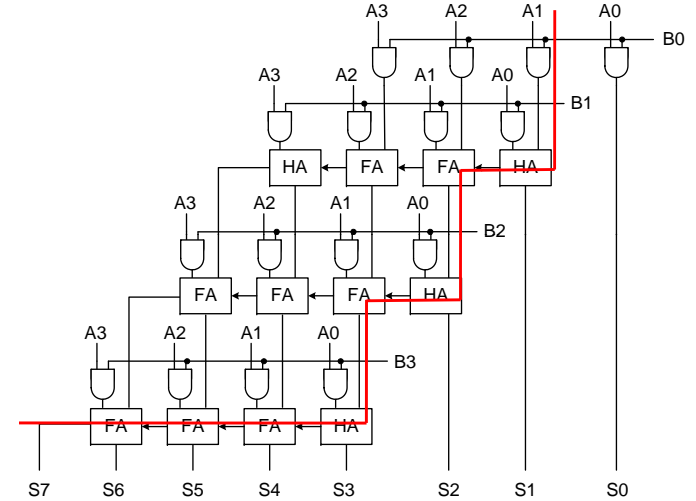 A3 A2 A1 A0
B0
A3 A2 A1 A0
B1
HA FA FA HA
A3 A2 A1 A0
B2
FA FA FA HA
A3 A2 A1 A0
B3
FA FA FA HA
S7 S6 S5 S4 S3 S2 S1 S0